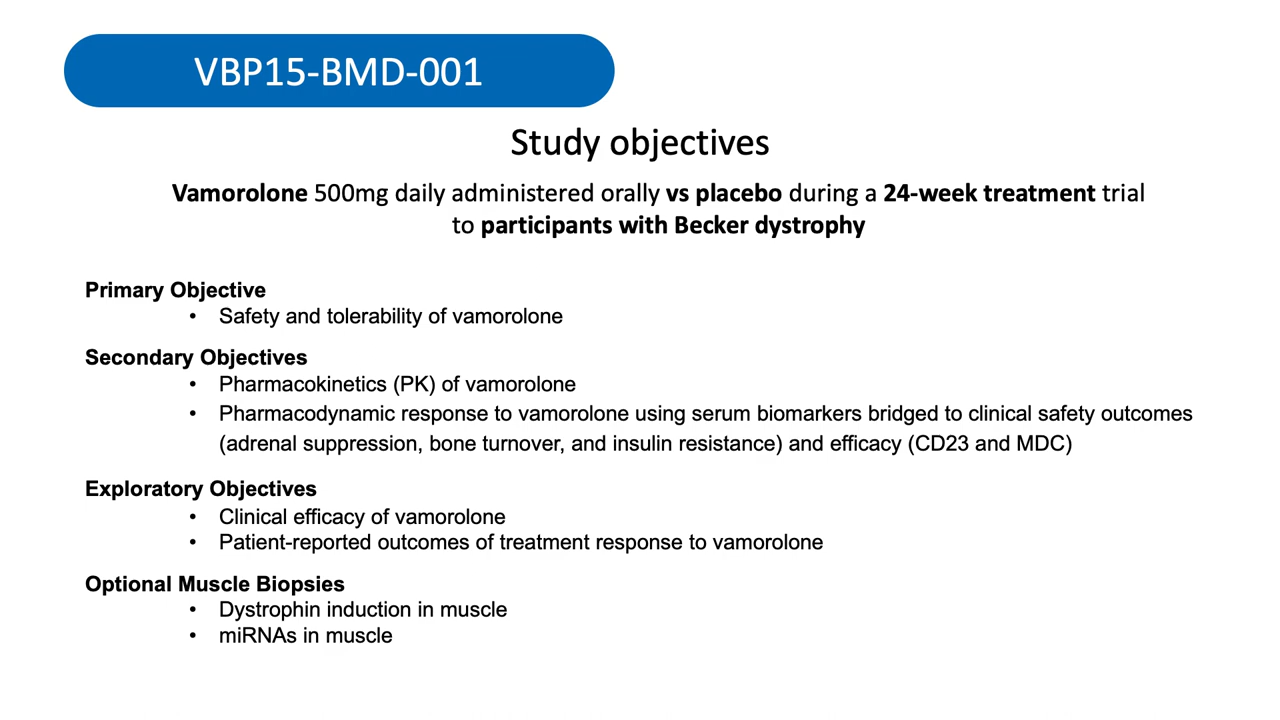 VBP15-BMD-001
Study objectives
Vamorolone 500mg daily administered orally vs placebo during a 24-week treatment trial
to participants with Becker dystrophy
Primary Objective
• Safety and tolerability of vamorolone
Secondary Objectives
• Pharmacokinetics (PK) of vamorolone
• Pharmacodynamic response to vamorolone using serum biomarkers bridged to clinical safety outcomes
(adrenal suppression, bone turnover, and insulin resistance) and efficacy (CD23 and MDC)
Exploratory Objectives
• Clinical efficacy of vamorolone
• Patient-reported outcomes of treatment response to vamorolone
Optional Muscle Biopsies
• Dystrophin induction in muscle
• miRNAs in muscle